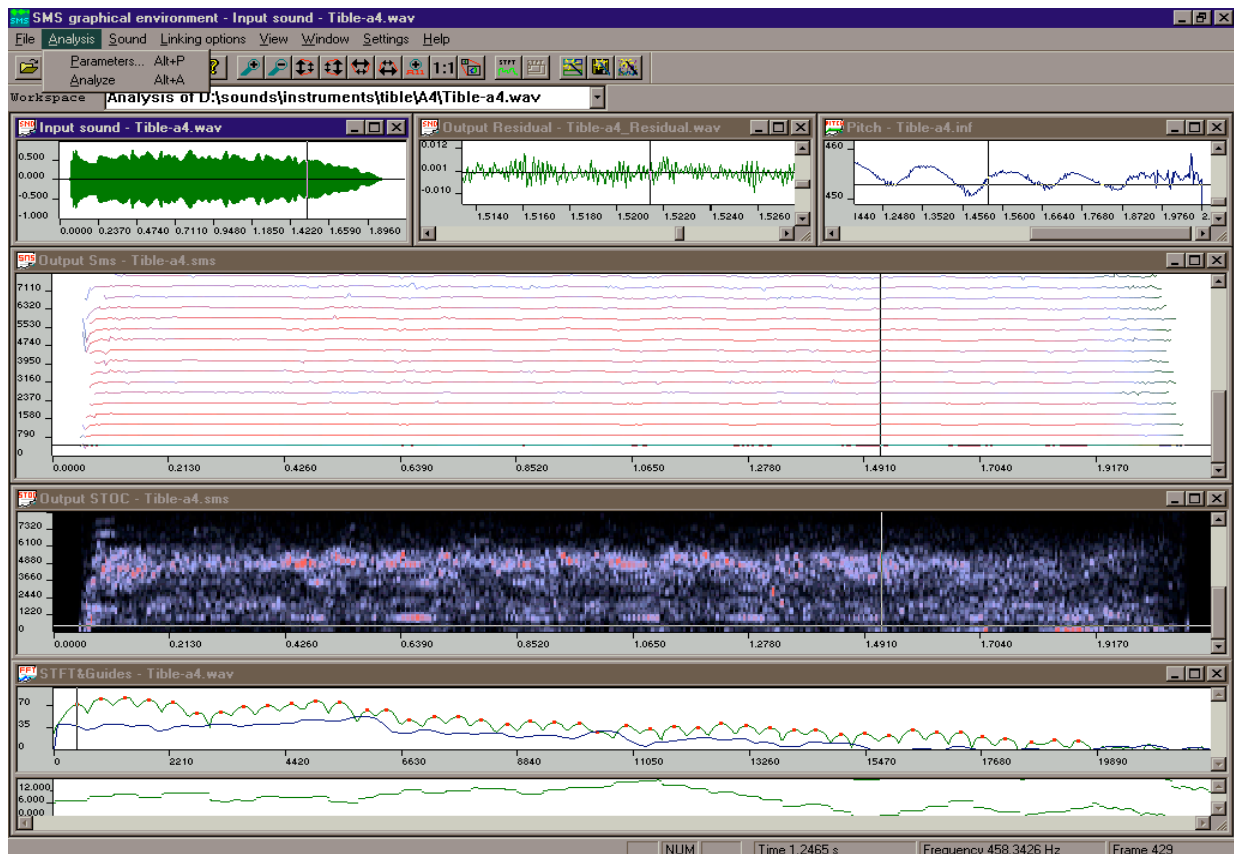 SMS graphical environment - Input sound - Tible-a4.wav
File Analysis Sound Linking options View Window Settings Help
Parameters... Alt+P
Analyze Alt+A
1:1
STFT
Workspace Analysis of D:\sounds\instruments\tible\A4\Tible-a4.wav
Input sound - Tible-a4.wav
0.500
0.000
-0.500
-1.000
0.0000 0.2370 0.4740 0.7110 0.9480 1.1850 1.4220 1.6590 1.8960
Output Residual - Tible-a4_Residual.wav
0.012
0.001
-0.010
1.5140 1.5160 1.5180 1.5200 1.5220 1.5240 1.5260
Pitch - Tible-a4.inf
460
450
1440 1.2480 1.3520 1.4560 1.5600 1.6640 1.7680 1.8720 1.9760 2.
Output Sms - Tible-a4.sms
7110
6320
5530
4740
3950
3160
2370
1580
790
0
0.0000 0.2130 0.4260 0.6390 0.8520 1.0650 1.2780 1.4910 1.7040 1.9170
Output STOC - Tible-a4.sms
7320
6100
4880
3660
2440
1220
0
0.0000 0.2130 0.4260 0.6390 0.8520 1.0650 1.2780 1.4910 1.7040 1.9170
STFT&Guides - Tible-a4.wav
70
35
0
0 2210 4420 6630 8840 11050 13260 15470 17680 19890
12.000
6.000
0.000
NUM Time 1.2465 s Frequency 458.3426 Hz Frame 429